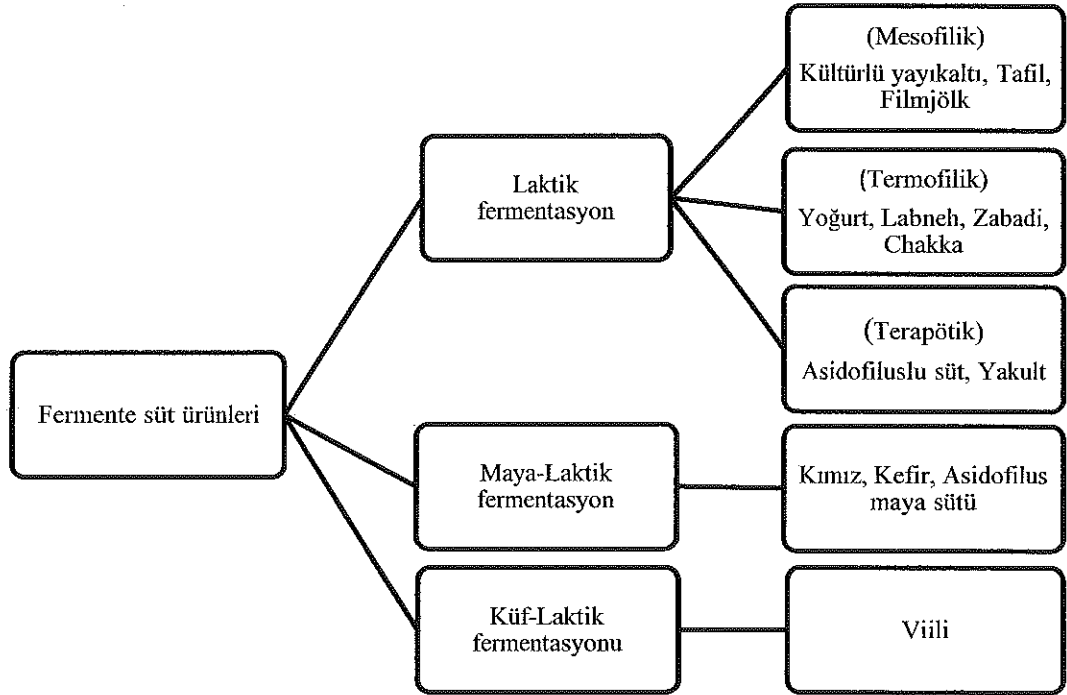 Fermente süt ürünleri
Laktik
fermentasyon
(Mesofilik)
Kültürlü yayıkaltı, Tafil,
Filmjölk
(Termofilik)
Yoğurt, Labneh, Zabadi,
Chakka
(Terapötik)
Asidofiluslu süt, Yakult
Maya-Laktik
fermentasyon
Kımız, Kefir, Asidofilus
maya sütü
Küf-Laktik
fermentasyonu
Viili